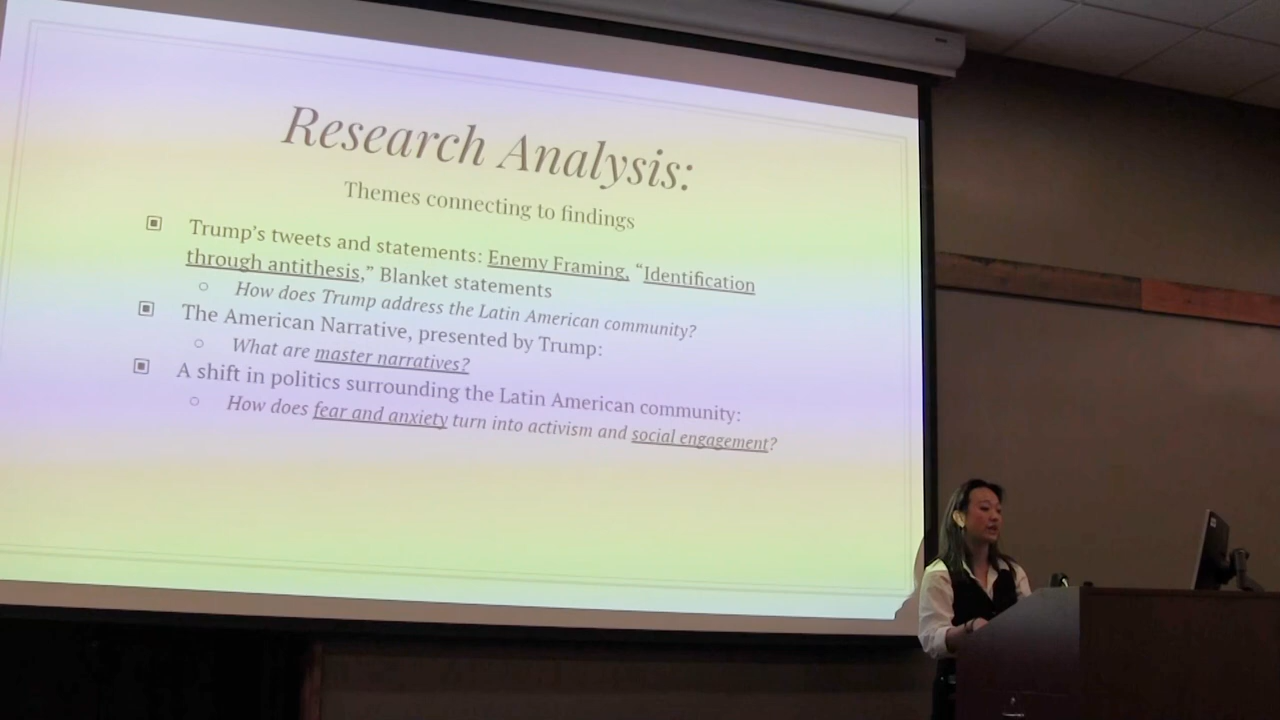 Research Analysis:
Themes connecting to findings
Trump's tweets and statements: Enemy Framing, “Identification
through antithesis,” Blanket statements
How does Trump address the Latin American community?
The American Narrative, presented by Trump:
What are master narratives?
A shift in politics surrounding the Latin American community:
How does fear and anxiety turn into activism and social engagement?